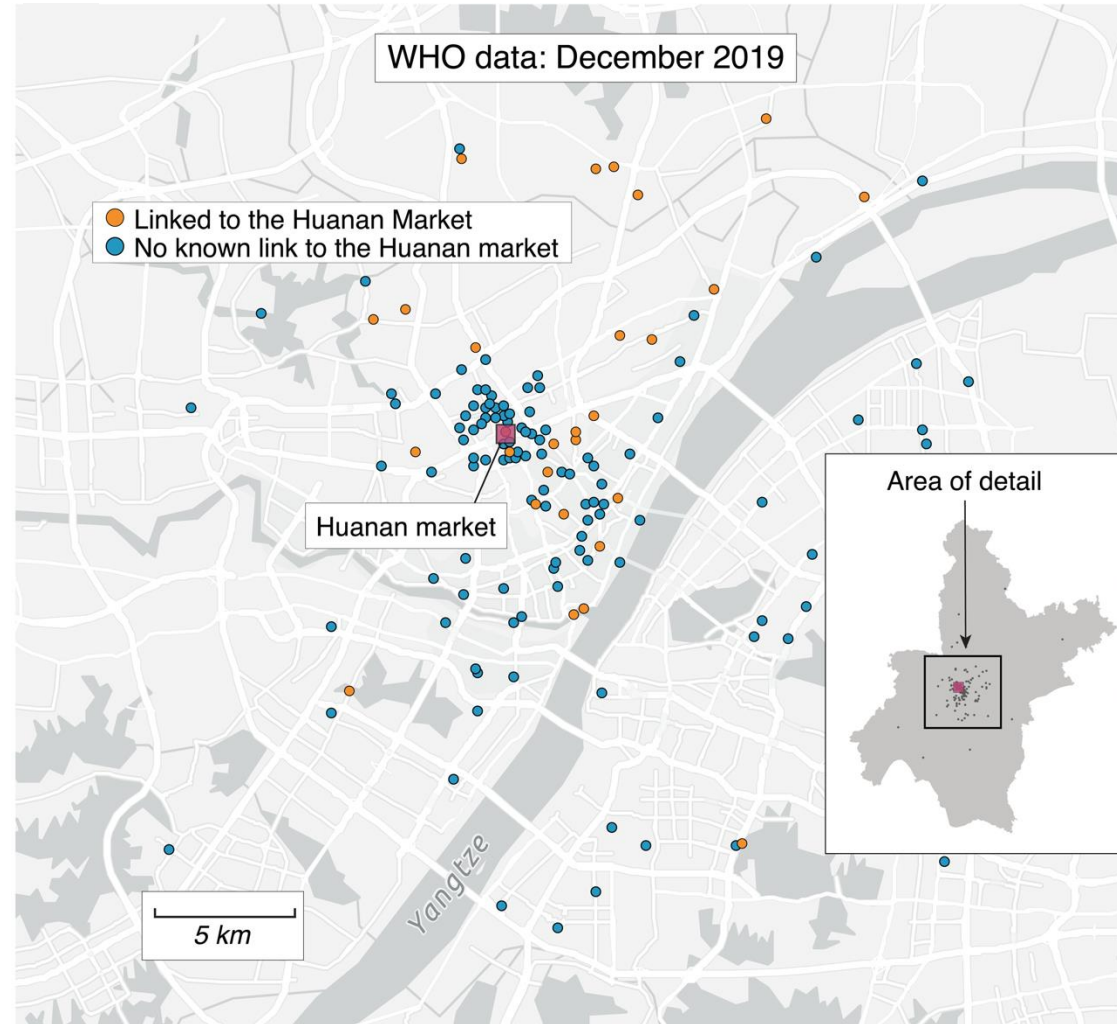 WHO data: December 2019
Linked to the Huanan Market
No known link to the Huanan market
Huanan market
Area of detail
Yangtze
5 km